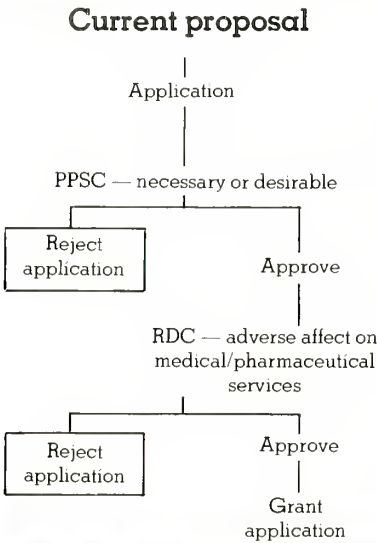 Current proposal
Application
PPSC — necessary or desirable
Reject
application
Approve
RDC — adverse affect on
medical/pharmaceutical
services
Reject
application
Approve
Grant
application